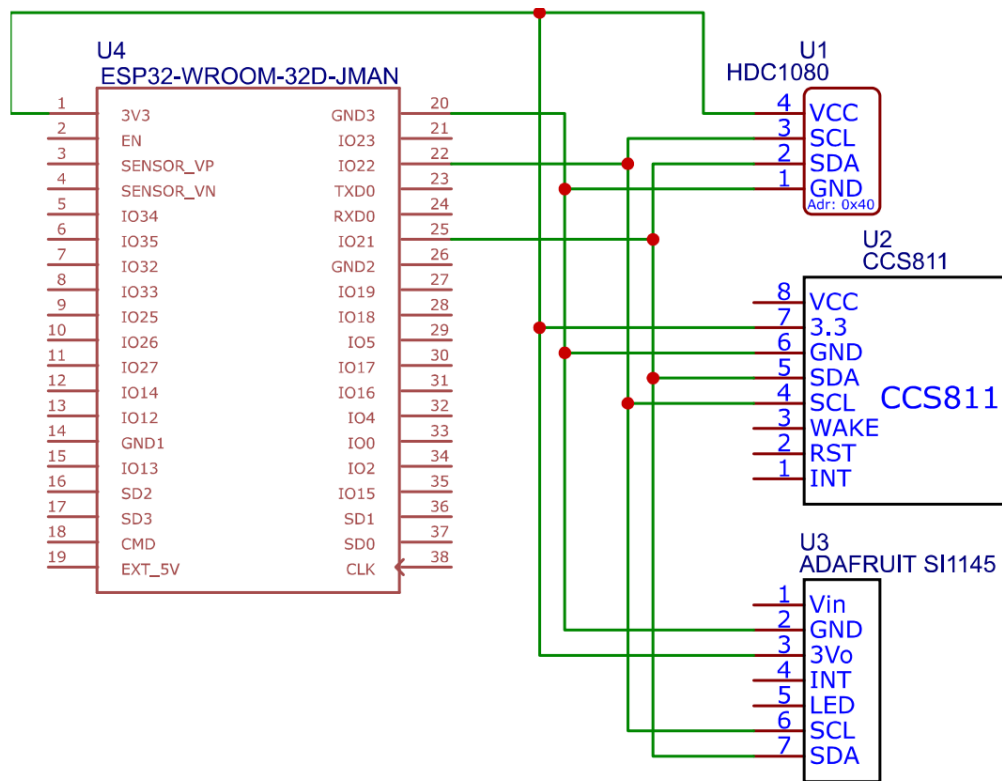 U4
ESP32-WROOM-32D-JMAN
1 3V3 GND3 20
2 EN IO23 21
3 SENSOR_VP IO22 22
4 SENSOR_VN TXD0 23
5 IO34 RXD0 24
6 IO35 IO21 25
7 IO32 GND2 26
8 IO33 IO19 27
9 IO25 IO18 28
10 IO26 IO5 29
11 IO27 IO17 30
12 IO14 IO16 31
13 IO12 IO4 32
14 GND1 IO0 33
15 IO13 IO2 34
16 SD2 IO15 35
17 SD3 SD1 36
18 CMD SD0 37
19 EXT_5V CLK 38
U1
HDC1080
4 VCC
3 SCL
2 SDA
1 GND
Adr: 0x40
U2
CCS811
8 VCC
7 3.3
6 GND
5 SDA
4 SCL
CCS811
3 WAKE
2 RST
1 INT
U3
ADAFRUIT SI1145
1 Vin
2 GND
3 3Vo
4 INT
5 LED
6 SCL
7 SDA